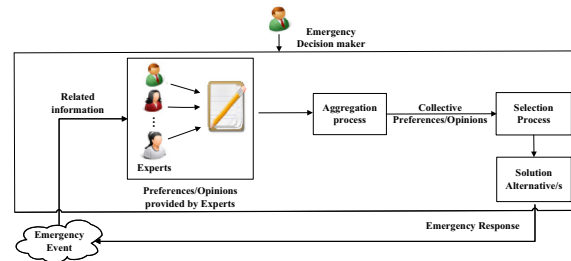 Emergency
Decision maker
Related
information
Experts
Preferences/Opinions
provided by Experts
Aggregation
process
Collective
Preferences/Opinions
Selection
Process
Solution
Alternative/s
Emergency Response
Emergency
Event